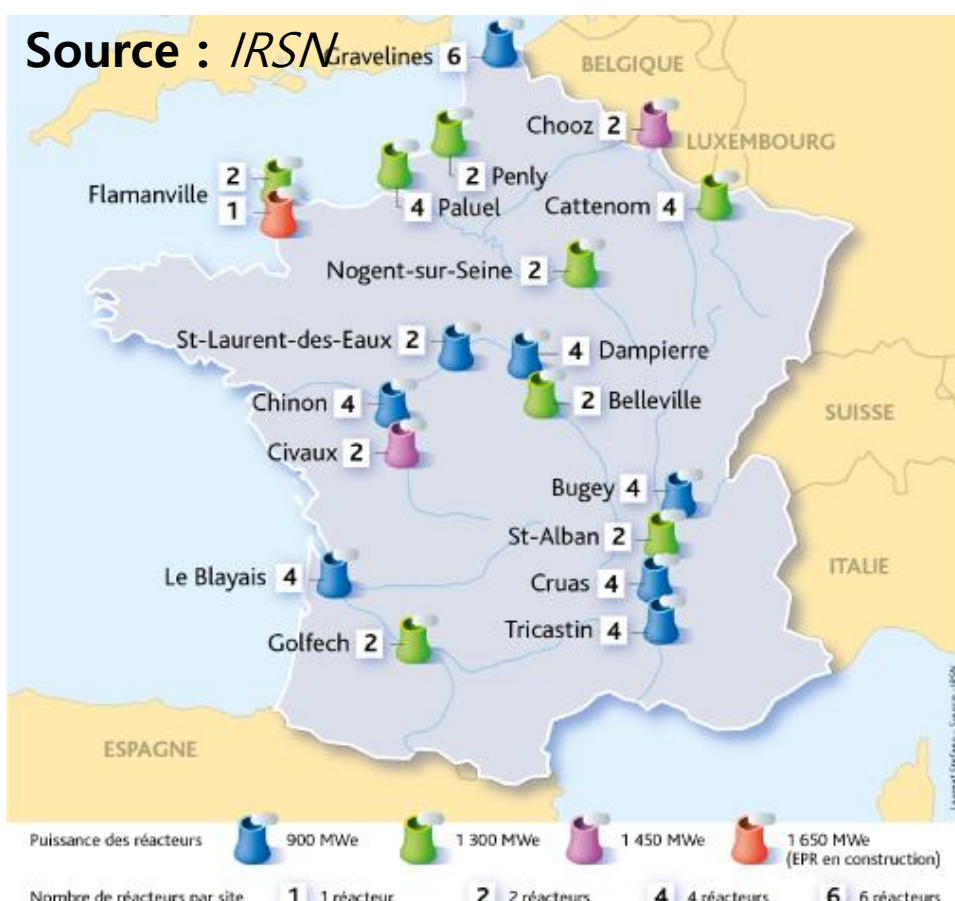 Source : IRSN
Gravelines 6
BELGIQUE
Chooz 2
LUXEMBOURG
2 Penly
Flamanville 2
1
4 Paluel
Cattenom 4
Nogent-sur-Seine 2
St-Laurent-des-Eaux 2
4 Dampierre
Chinon 4
2 Belleville
SUISSE
Civaux 2
Bugey 4
St-Alban 2
ITALIE
Le Blayais 4
Cruas 4
Tricastin 4
Golfech 2
ESPAGNE
Puissance des réacteurs 900 MWe 1 300 MWe 1 450 MWe 1 650 MWe
(EPR en construction)
Nombre de réacteurs par site 1 1 réacteur 2 2 réacteurs 4 4 réacteurs 6 6 réacteurs